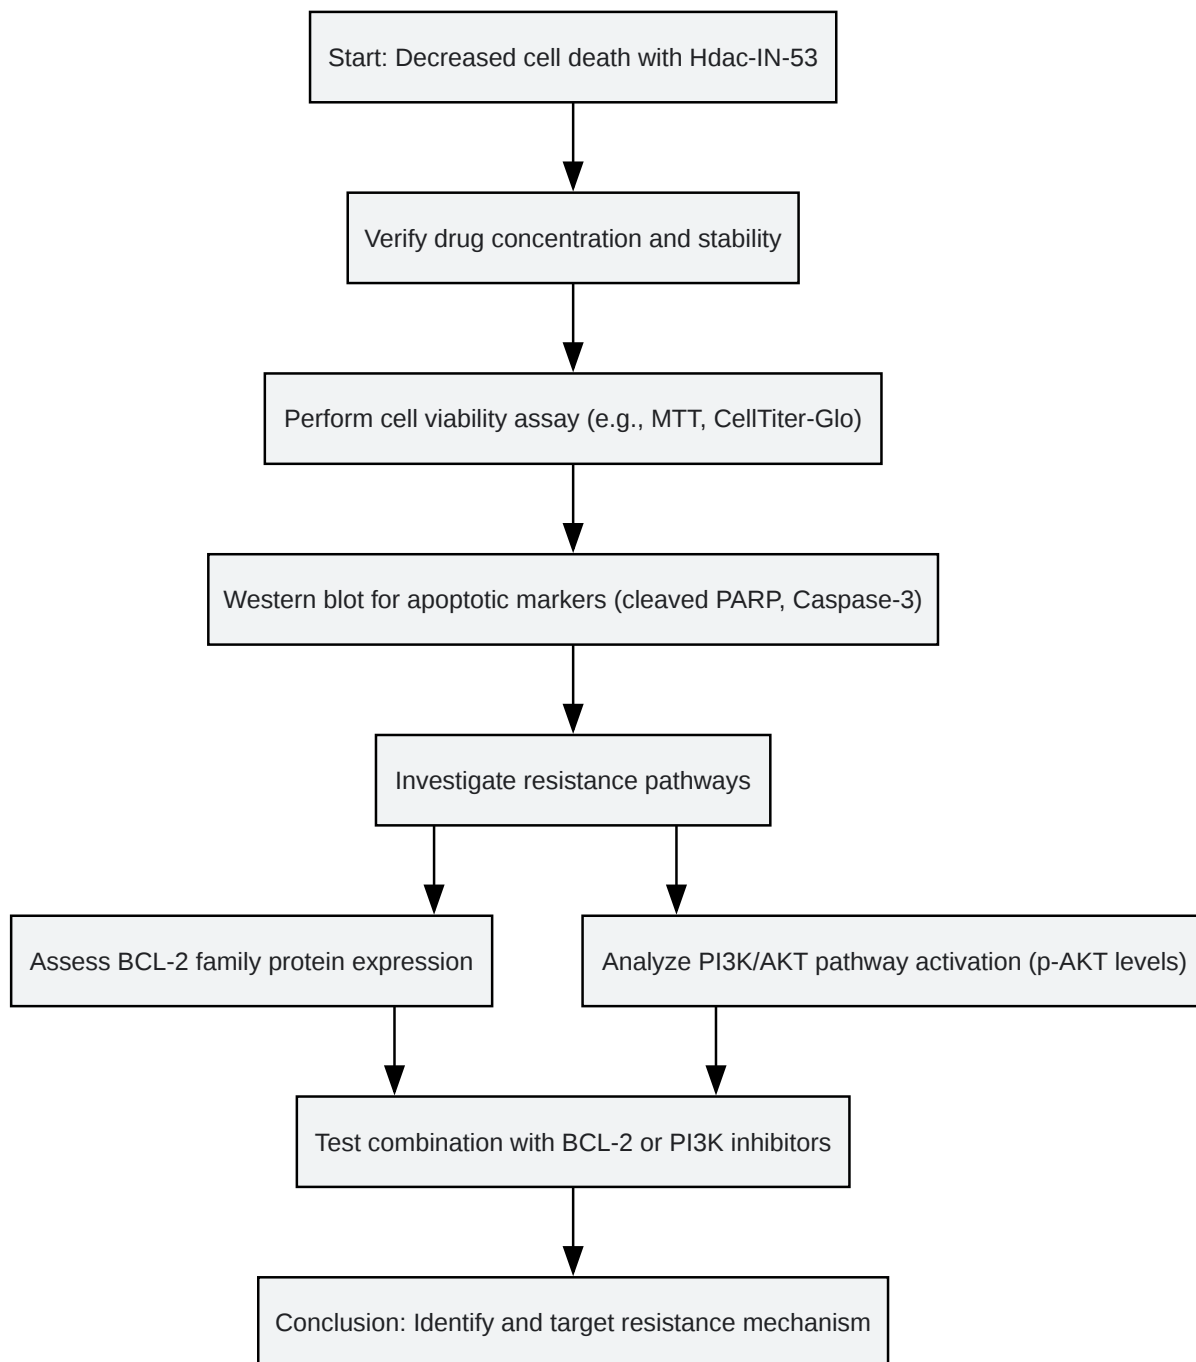 Start: Decreased cell death with Hdac-IN-53
Verify drug concentration and stability
Perform cell viability assay (e.g., MTT, CellTiter-Glo)
Western blot for apoptotic markers (cleaved PARP, Caspase-3)
Investigate resistance pathways
Assess BCL-2 family protein expression
Analyze PI3K/AKT pathway activation (p-AKT levels)
Test combination with BCL-2 or PI3K inhibitors
Conclusion: Identify and target resistance mechanism